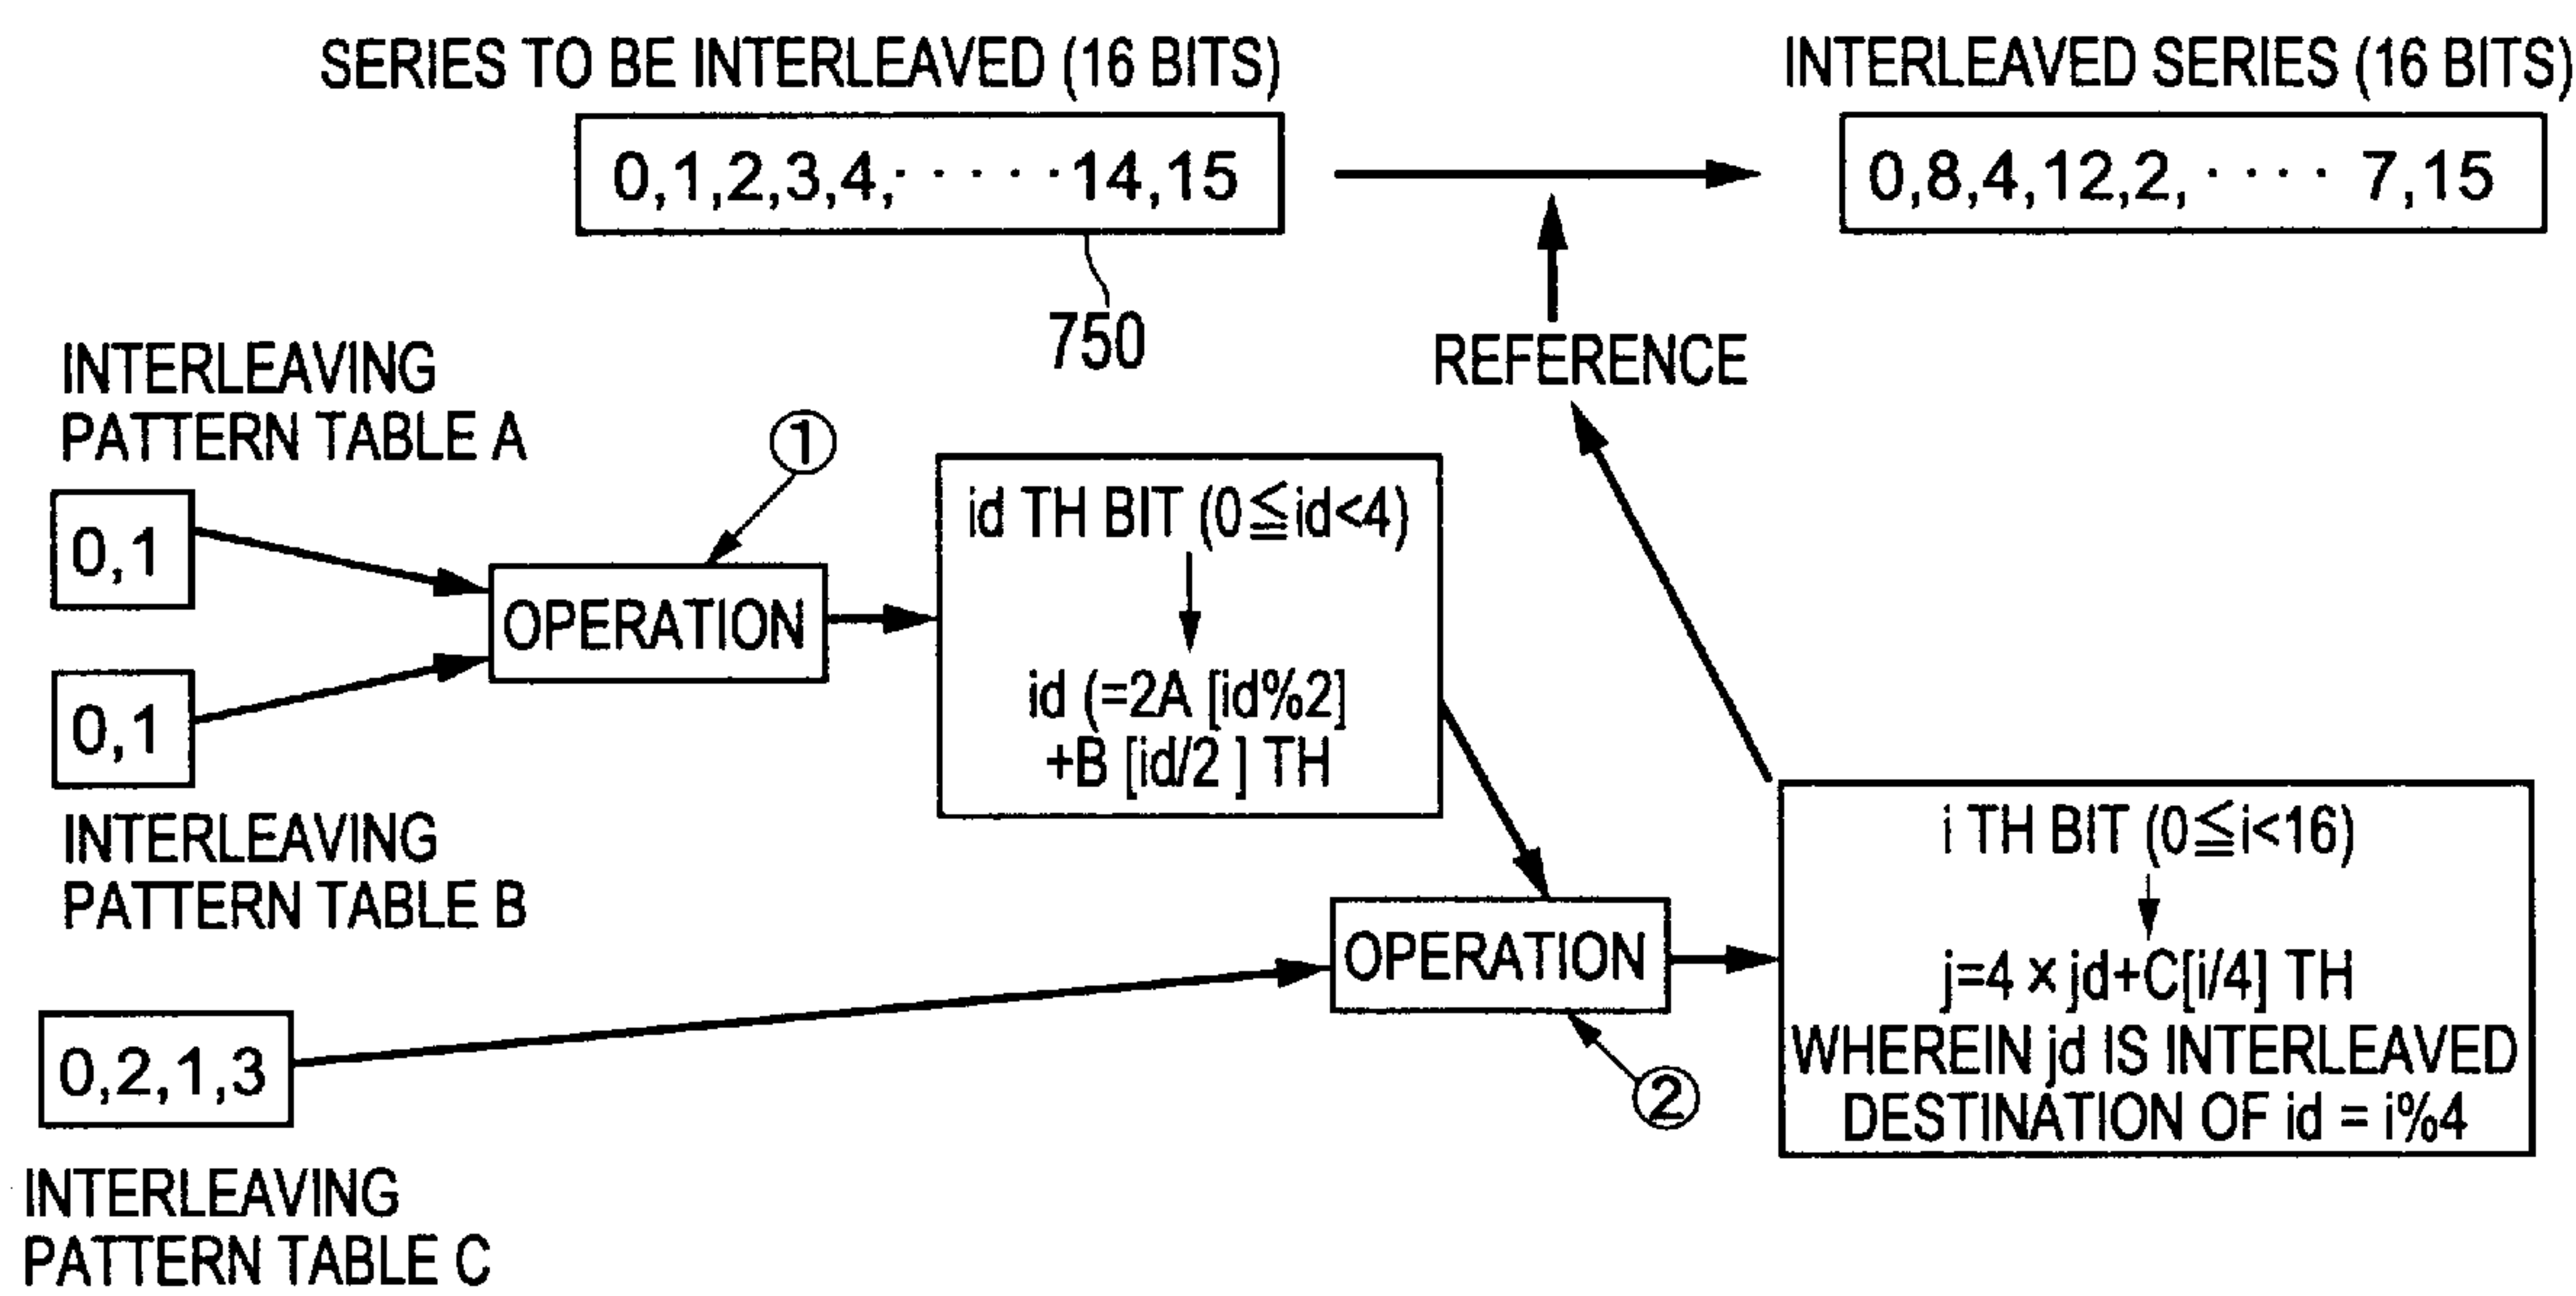 SERIES TO BE INTERLEAVED (16 BITS)
INTERLEAVED SERIES (16 BITS)
0,1,2,3,4,·····14,15
0,8,4,12,2,···· 7,15
750
REFERENCE
INTERLEAVING
PATTERN TABLE A
①
0,1
OPERATION
id TH BIT (0≦id<4)
id (=2A [id%2]
+B [id/2 ] TH
0,1
INTERLEAVING
PATTERN TABLE B
i TH BIT (0≦i<16)
OPERATION
j=4 × jd+C[i/4] TH
WHEREIN jd IS INTERLEAVED
DESTINATION OF id = i%4
②
0,2,1,3
INTERLEAVING
PATTERN TABLE C